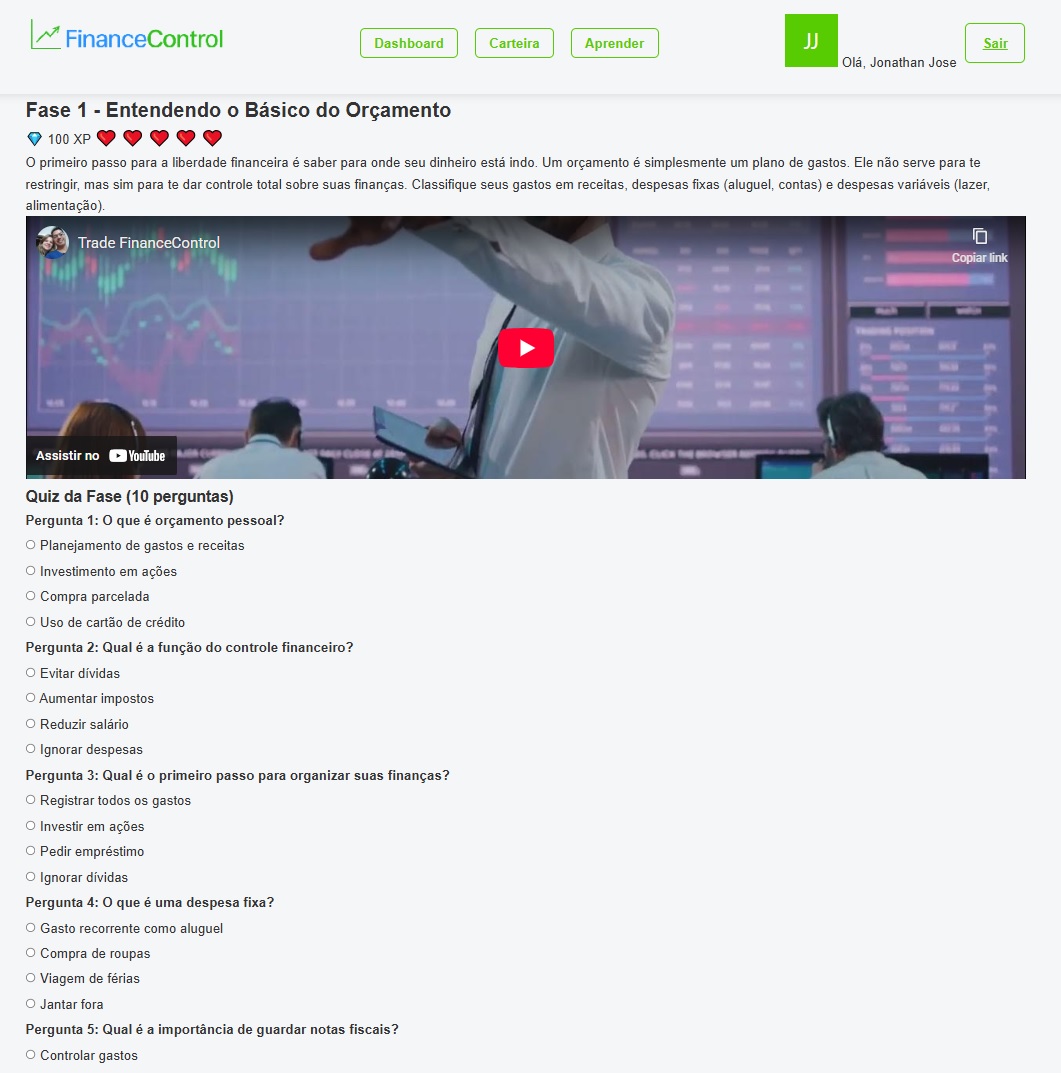 FinanceControl
Dashboard
Carteira
Aprender
JJ
Olá, Jonathan Jose
Sair
Fase 1 - Entendendo o Básico do Orçamento
100 XP
O primeiro passo para a liberdade financeira é saber para onde seu dinheiro está indo. Um orçamento é simplesmente um plano de gastos. Ele não serve para te
restringir, mas sim para te dar controle total sobre suas finanças. Classifique seus gastos em receitas, despesas fixas (aluguel, contas) e despesas variáveis (lazer,
alimentação).
Trade FinanceControl
Copiar link
Assistir no YouTube
Quiz da Fase (10 perguntas)
Pergunta 1: O que é orçamento pessoal?
Planejamento de gastos e receitas
Investimento em ações
Compra parcelada
Uso de cartão de crédito
Pergunta 2: Qual é a função do controle financeiro?
Evitar dívidas
Aumentar impostos
Reduzir salário
Ignorar despesas
Pergunta 3: Qual é o primeiro passo para organizar suas finanças?
Registrar todos os gastos
Investir em ações
Pedir empréstimo
Ignorar dívidas
Pergunta 4: O que é uma despesa fixa?
Gasto recorrente como aluguel
Compra de roupas
Viagem de férias
Jantar fora
Pergunta 5: Qual é a importância de guardar notas fiscais?
Controlar gastos